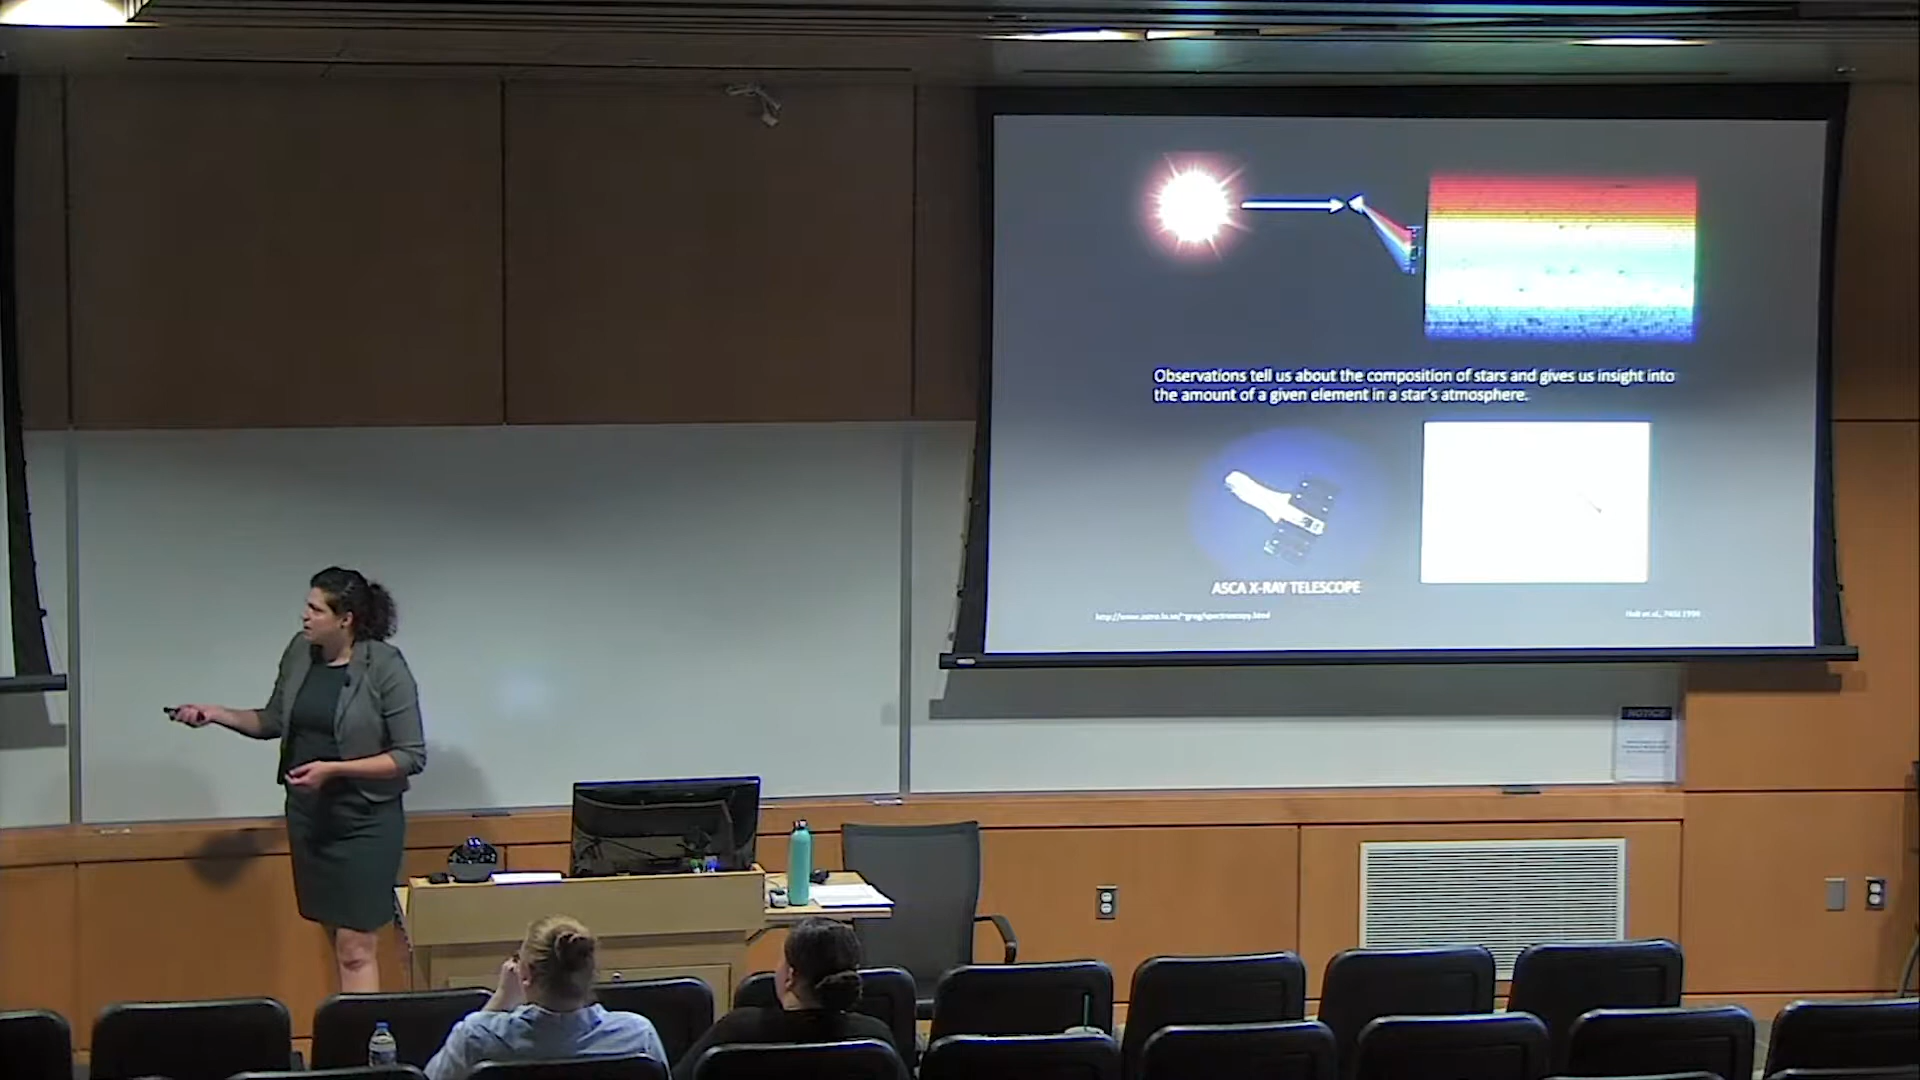 Observations tell us about the composition of stars and gives us insight into
the amount of a given element in a star's atmosphere.
ASCA X-RAY TELESCOPE
NOTICE